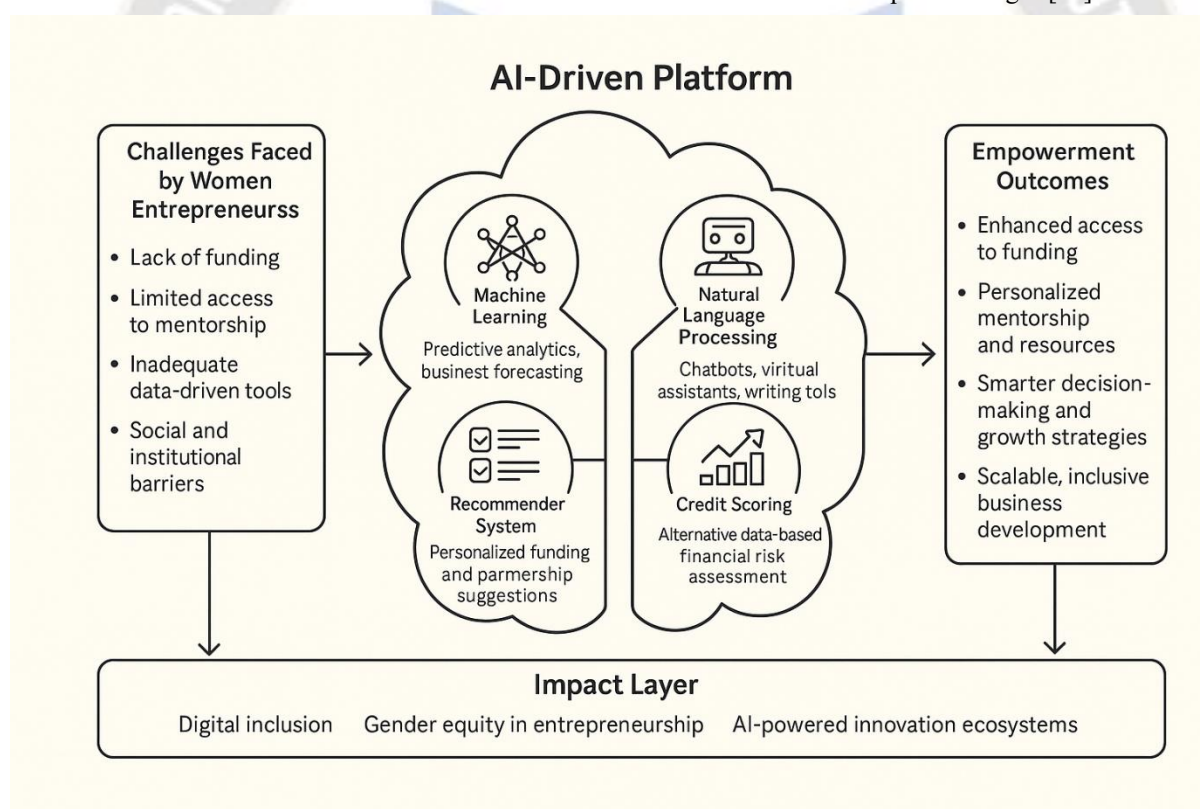 AI-Driven Platform
Challenges Faced
by Women
Entrepreneurss
• Lack of funding
• Limited access
to mentorship
• Inadequate
data-driven tools
• Social and
institutional
barriers
Machine
Learning
Predictive analytics,
business forecasting
Natural
Language
Processing
Chatbots, viritual
assistants, writing tols
Recommender
System
Personalized funding
and parmership
suggestions
Credit Scoring
Alternative data-based
financial risk
assessment
Empowerment
Outcomes
• Enhanced access
to funding
• Personalized
mentorship
and resources
• Smarter decision-
making and
growth strategies
• Scalable, inclusive
business
development
Impact Layer
Digital inclusion Gender equity in entrepreneurship AI-powered innovation ecosystems